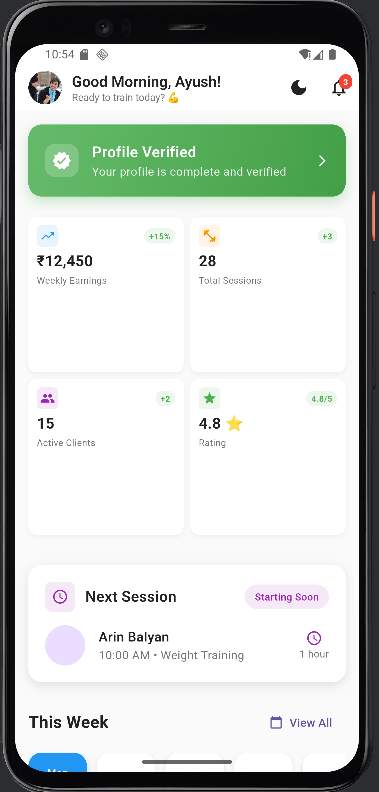 10:54
Good Morning, Ayush!
Ready to train today? 💪
3
Profile Verified
Your profile is complete and verified
+15%
₹12,450
Weekly Earnings
+3
28
Total Sessions
+2
15
Active Clients
4.8/5
4.8 ⭐
Rating
Next Session
Starting Soon
Arin Balyan
10:00 AM • Weight Training
1 hour
This Week
View All
Mon